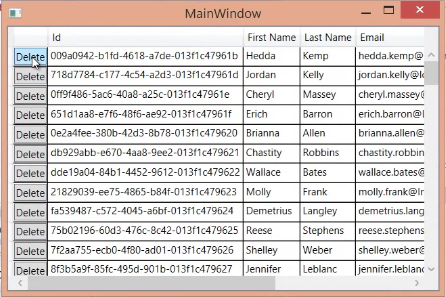 MainWindow
Id First Name Last Name Email
Delete 009a0942-b1fd-4618-a7de-013f1c47961b Hedda Kemp hedda.kemp@
Delete 718d7784-c177-4c54-a2d3-013f1c47961d Jordan Kelly jordan.kelly@k
Delete 0ff9f486-5ac6-40a8-a25c-013f1c47961e Cheryl Massey cheryl.massey@
Delete 651d1aa8-e7f6-48f6-ae92-013f1c47961f Erich Barron erich.barron@l
Delete 0e2a4fee-380b-42d3-8b78-013f1c479620 Brianna Allen brianna.allen@
Delete db929abb-e670-4aa8-9ee2-013f1c479621 Chastity Robbins chastity.robbin
Delete dde19a04-84b1-4452-9612-013f1c479622 Wallace Bates wallace.bates@
Delete 21829039-ee75-4865-b84f-013f1c479623 Molly Frank molly.frank@
Delete fa539487-c572-4045-a6bf-013f1c479624 Demetrius Langley demetrius.lang
Delete 75b02196-60d3-476c-8c42-013f1c479625 Reese Stephens reese.stephens
Delete 7f2aa755-ecb0-4f80-ad01-013f1c479626 Shelley Weber shelley.weber@
Delete 8f3b5a9f-85fc-495d-901b-013f1c479627 Jennifer Leblanc jennifer.leblanc